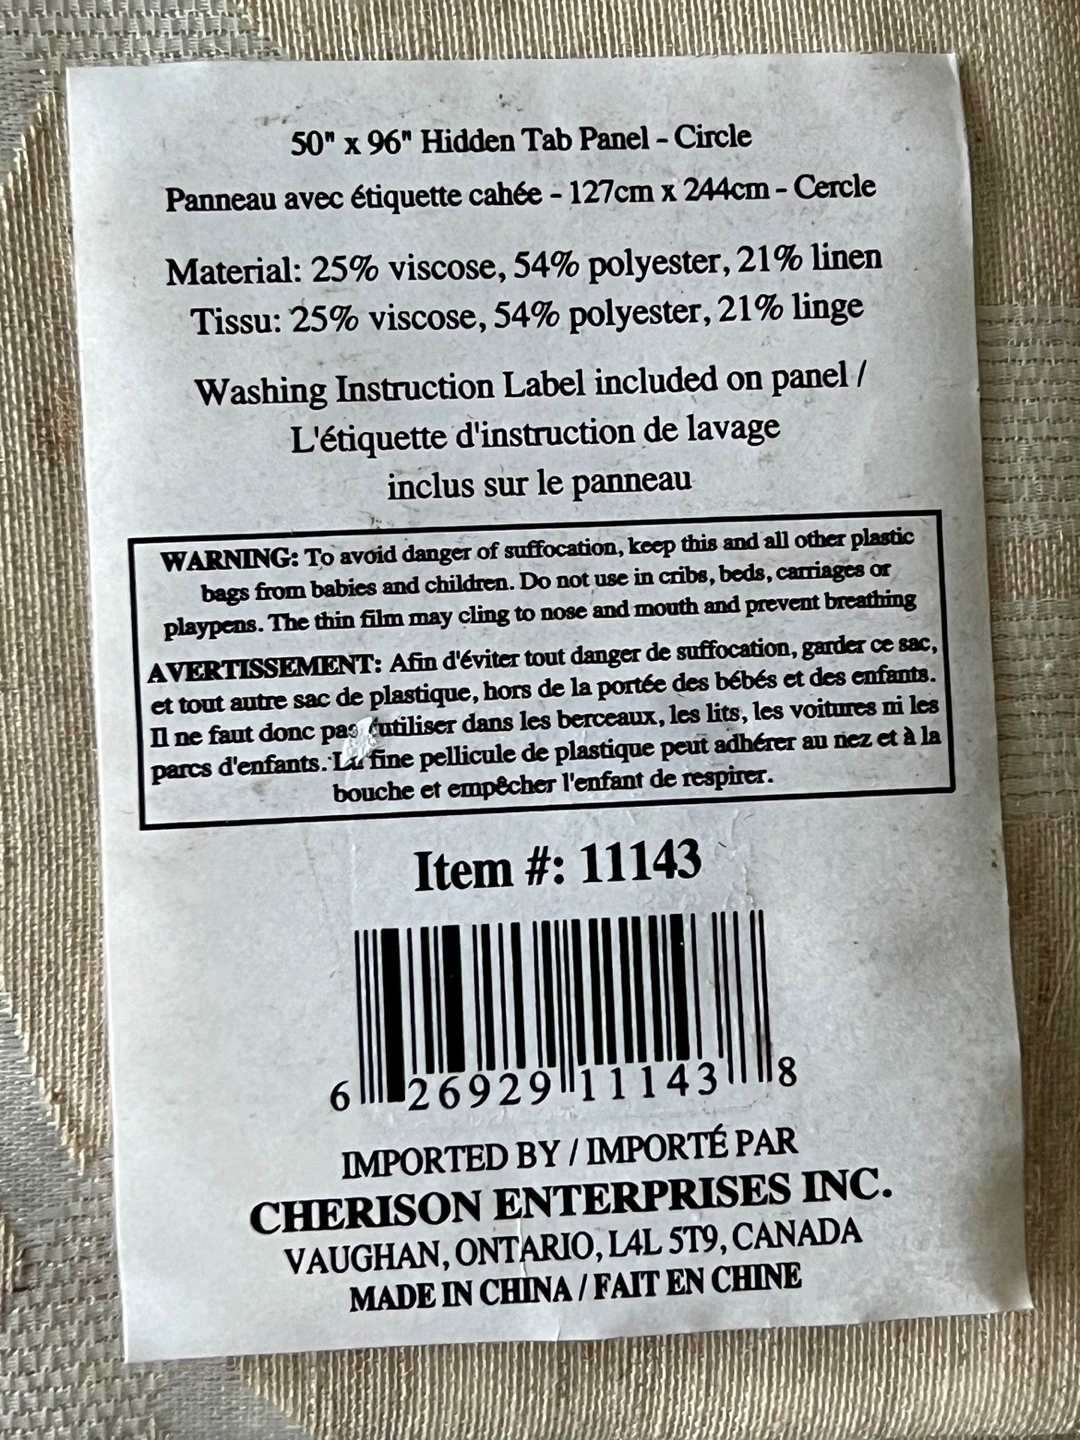 50" x 96" Hidden Tab Panel - Circle
Panneau avec étiquette cahée - 127cm x 244cm - Cercle
Material: 25% viscose, 54% polyester, 21% linen
Tissu: 25% viscose, 54% polyester, 21% linge
Washing Instruction Label included on panel /
L'étiquette d'instruction de lavage
inclus sur le panneau
WARNING: To avoid danger of suffocation, keep this and all other plastic
bags from babies and children. Do not use in cribs, beds, carriages or
playpens. The thin film may cling to nose and mouth and prevent breathing
AVERTISSEMENT: Afin d'éviter tout danger de suffocation, garder ce sac,
et tout autre sac de plastique, hors de la portée des bébés et des enfants.
Il ne faut donc pas utiliser dans les berceaux, les lits, les voitures ni les
parcs d'enfants. La fine pellicule de plastique peut adhérer au nez et à la
bouche et empêcher l'enfant de respirer.
Item #: 11143
6 26929 11143 8
IMPORTED BY / IMPORTÉ PAR
CHERISON ENTERPRISES INC.
VAUGHAN, ONTARIO, L4L 5T9, CANADA
MADE IN CHINA / FAIT EN CHINE